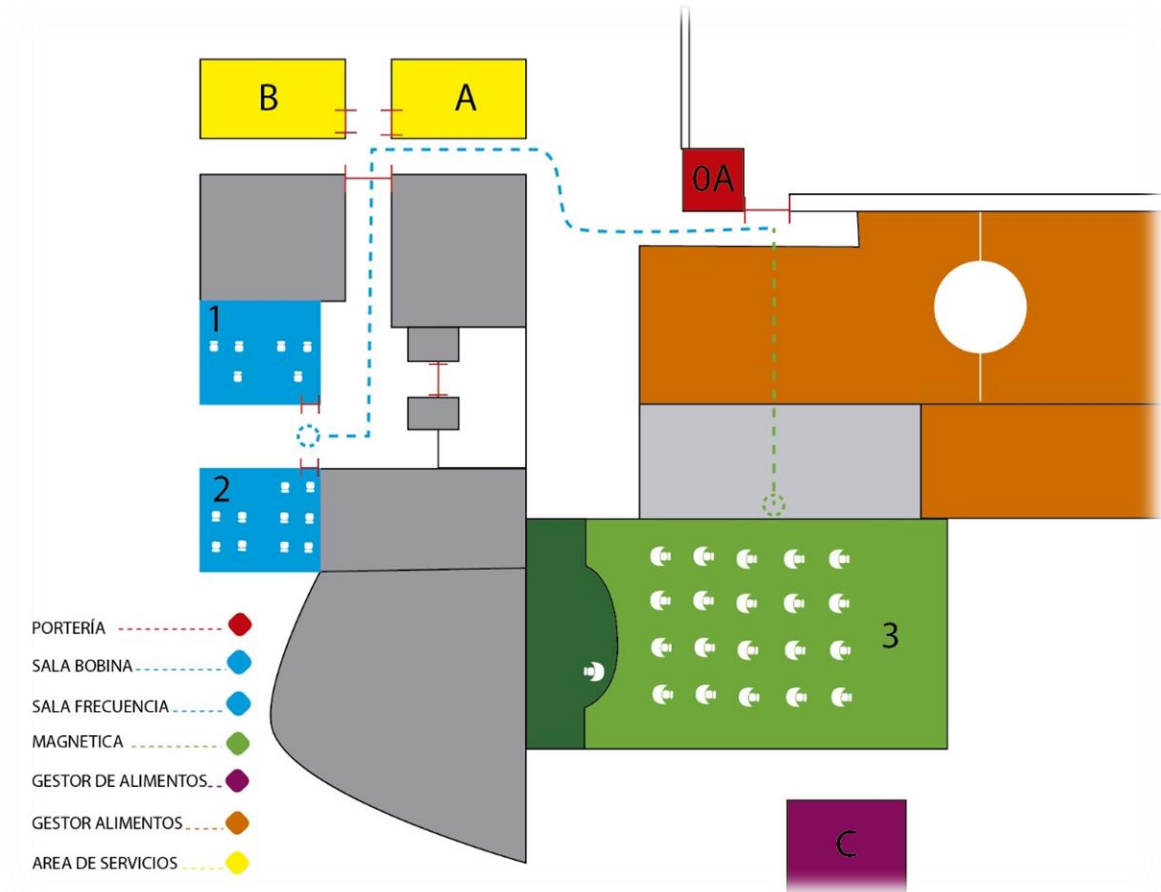 B
A
0A
1
2
3
PORTERÍA
SALA BOBINA
SALA FRECUENCIA
MAGNETICA
GESTOR DE ALIMENTOS
GESTOR ALIMENTOS
AREA DE SERVICIOS
C